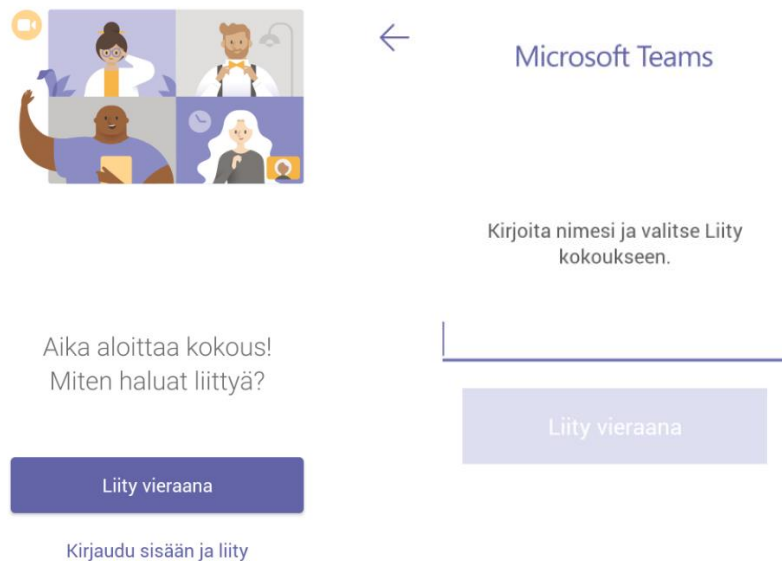 Aika aloittaa kokous!
Miten haluat liittyä?
Liity vieraana
Kirjaudu sisään ja liity
Microsoft Teams
Kirjoita nimesi ja valitse Liity
kokoukseen.
Liity vieraana